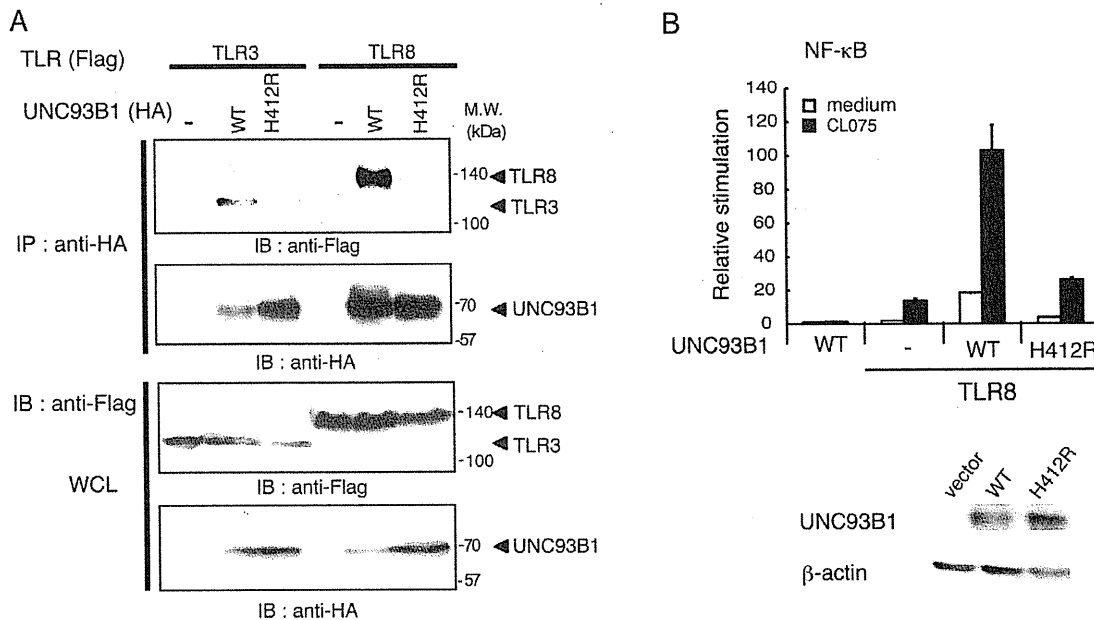 A
TLR (Flag)
TLR3
TLR8
UNC93B1 (HA)
-
WT
H412R
-
WT
H412R
M.W.
(kDa)
IP : anti-HA
-140
TLR8
TLR3
-100
IB : anti-Flag
-70
UNC93B1
-57
IB : anti-HA
IB : anti-Flag
WCL
-140
TLR8
TLR3
-100
IB : anti-Flag
-70
UNC93B1
-57
IB : anti-HA
B
NF-κB
Relative stimulation
140
120
100
80
60
40
20
0
medium
CL075
UNC93B1
WT
-
WT
H412R
TLR8
vector
WT
H412R
UNC93B1
β-actin